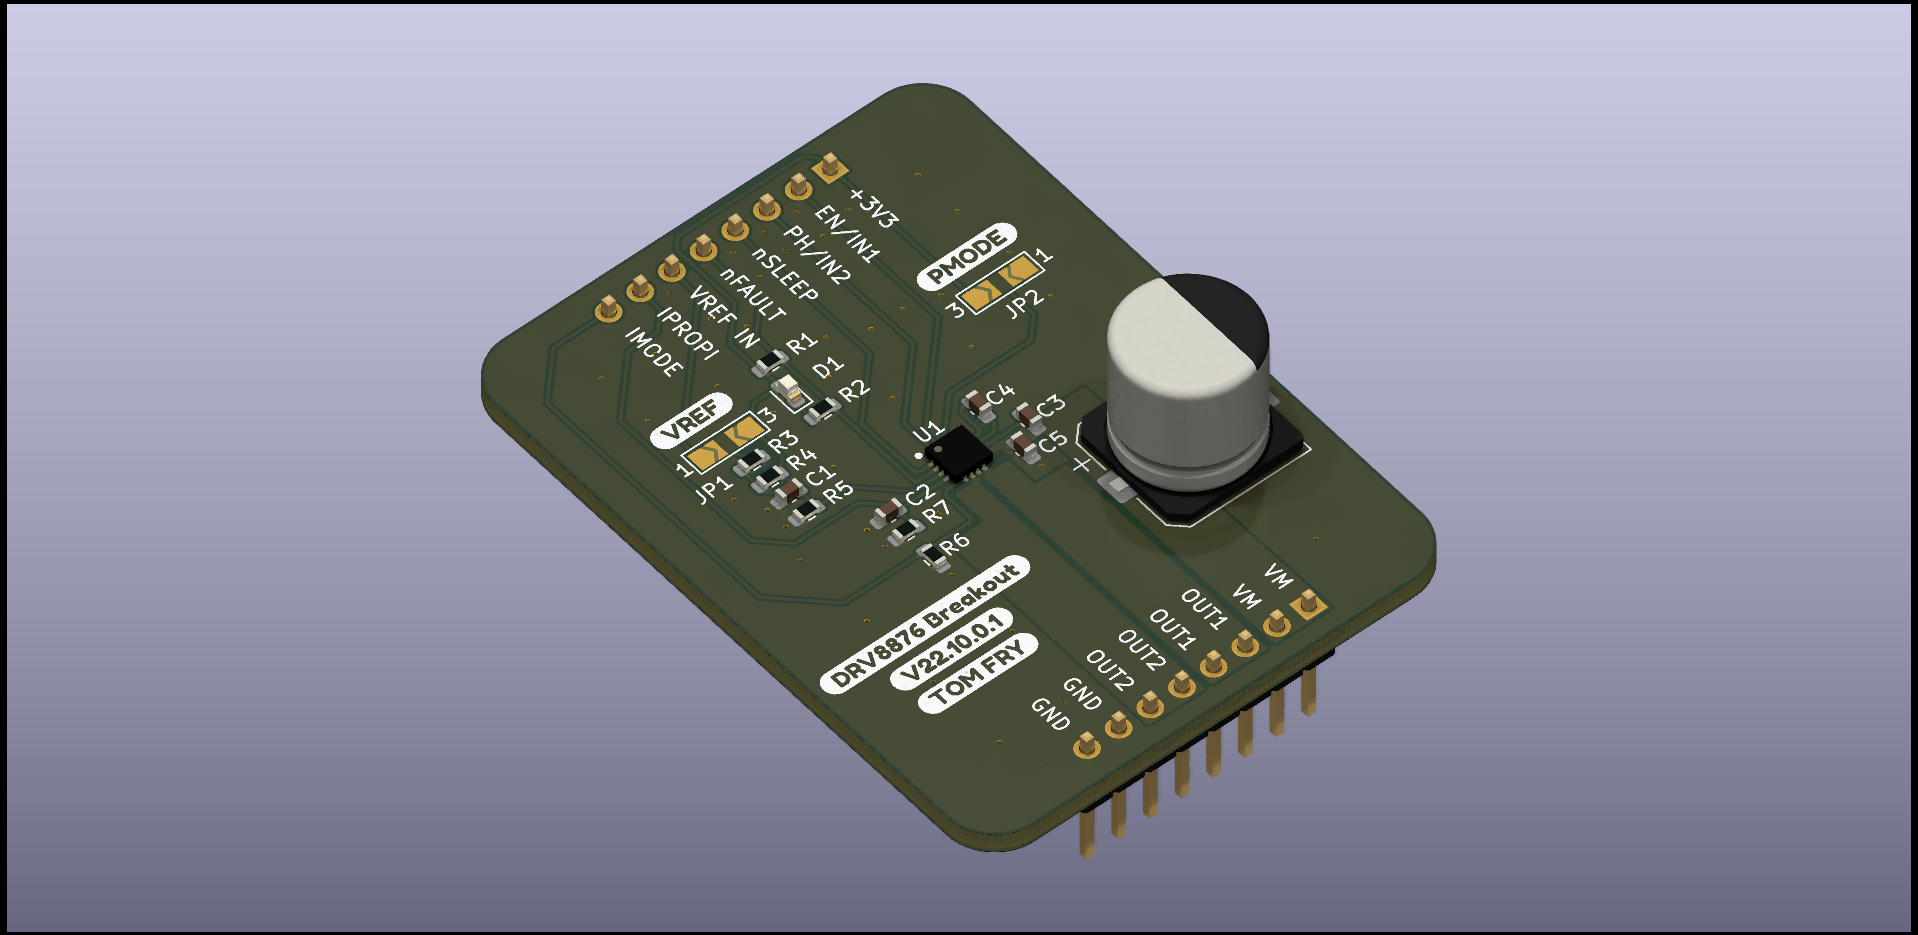 +3V3
EN/IN1
PH/IN2
nSLEEP
nFAULT
VREF IN
IPROPI
IMODE
PMODE
1
3
JP2
R1
D1
R2
VREF
3
1
JP1
R3
R4
C1
R5
U1
C4
C3
C5
+
C2
R7
R6
DRV8876 Breakout
V22.10.0.1
TOM FRY
VM
VM
OUT1
OUT1
OUT2
OUT2
GND
GND